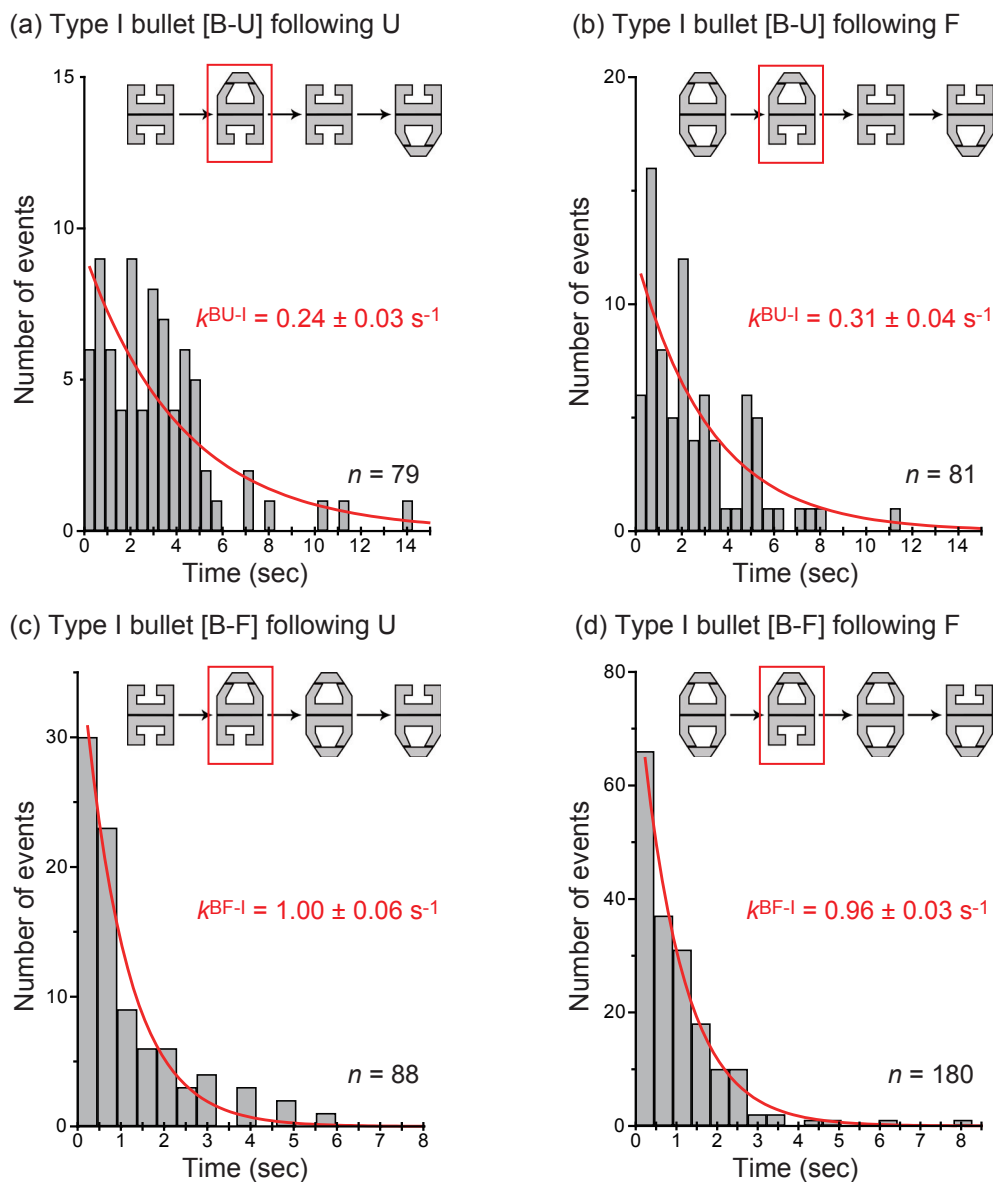 (a) Type I bullet [B-U] following U
15
10
5
0
Number of events
k^BU-I = 0.24 ± 0.03 s^-1
n = 79
0 2 4 6 8 10 12 14
Time (sec)
(b) Type I bullet [B-U] following F
20
10
0
Number of events
k^BU-I = 0.31 ± 0.04 s^-1
n = 81
0 2 4 6 8 10 12 14
Time (sec)
(c) Type I bullet [B-F] following U
30
20
10
0
Number of events
k^BF-I = 1.00 ± 0.06 s^-1
n = 88
0 1 2 3 4 5 6 7 8
Time (sec)
(d) Type I bullet [B-F] following F
80
60
40
20
0
Number of events
k^BF-I = 0.96 ± 0.03 s^-1
n = 180
0 1 2 3 4 5 6 7 8
Time (sec)